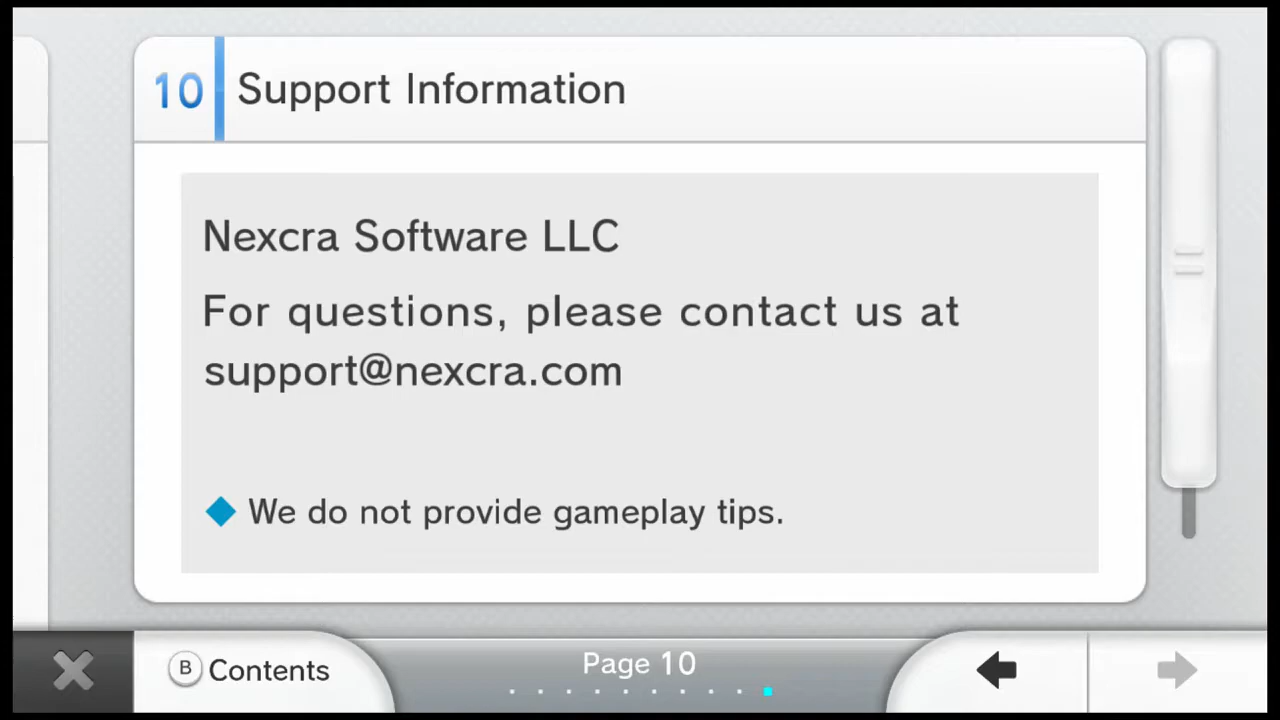 10 Support Information
Nexcra Software LLC
For questions, please contact us at
support@nexcra.com
We do not provide gameplay tips.
B Contents
Page 10